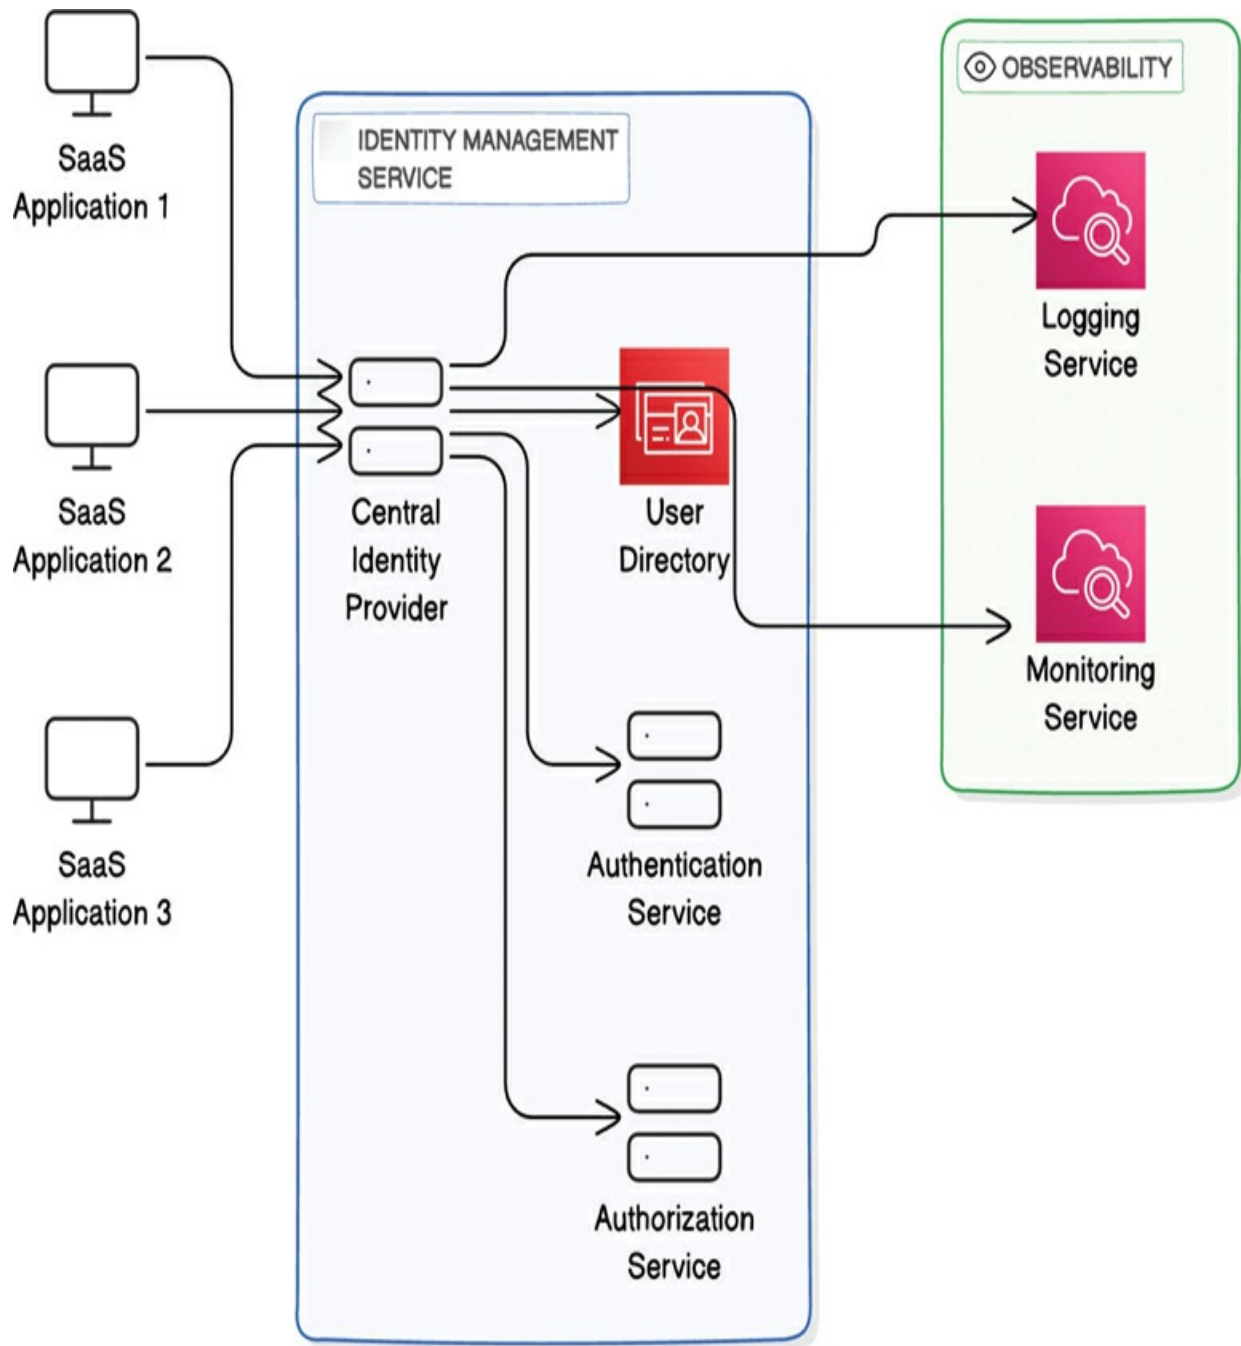 SaaS
Application 1
SaaS
Application 2
SaaS
Application 3
IDENTITY MANAGEMENT
SERVICE
Central
Identity
Provider
User
Directory
Authentication
Service
Authorization
Service
OBSERVABILITY
Logging
Service
Monitoring
Service